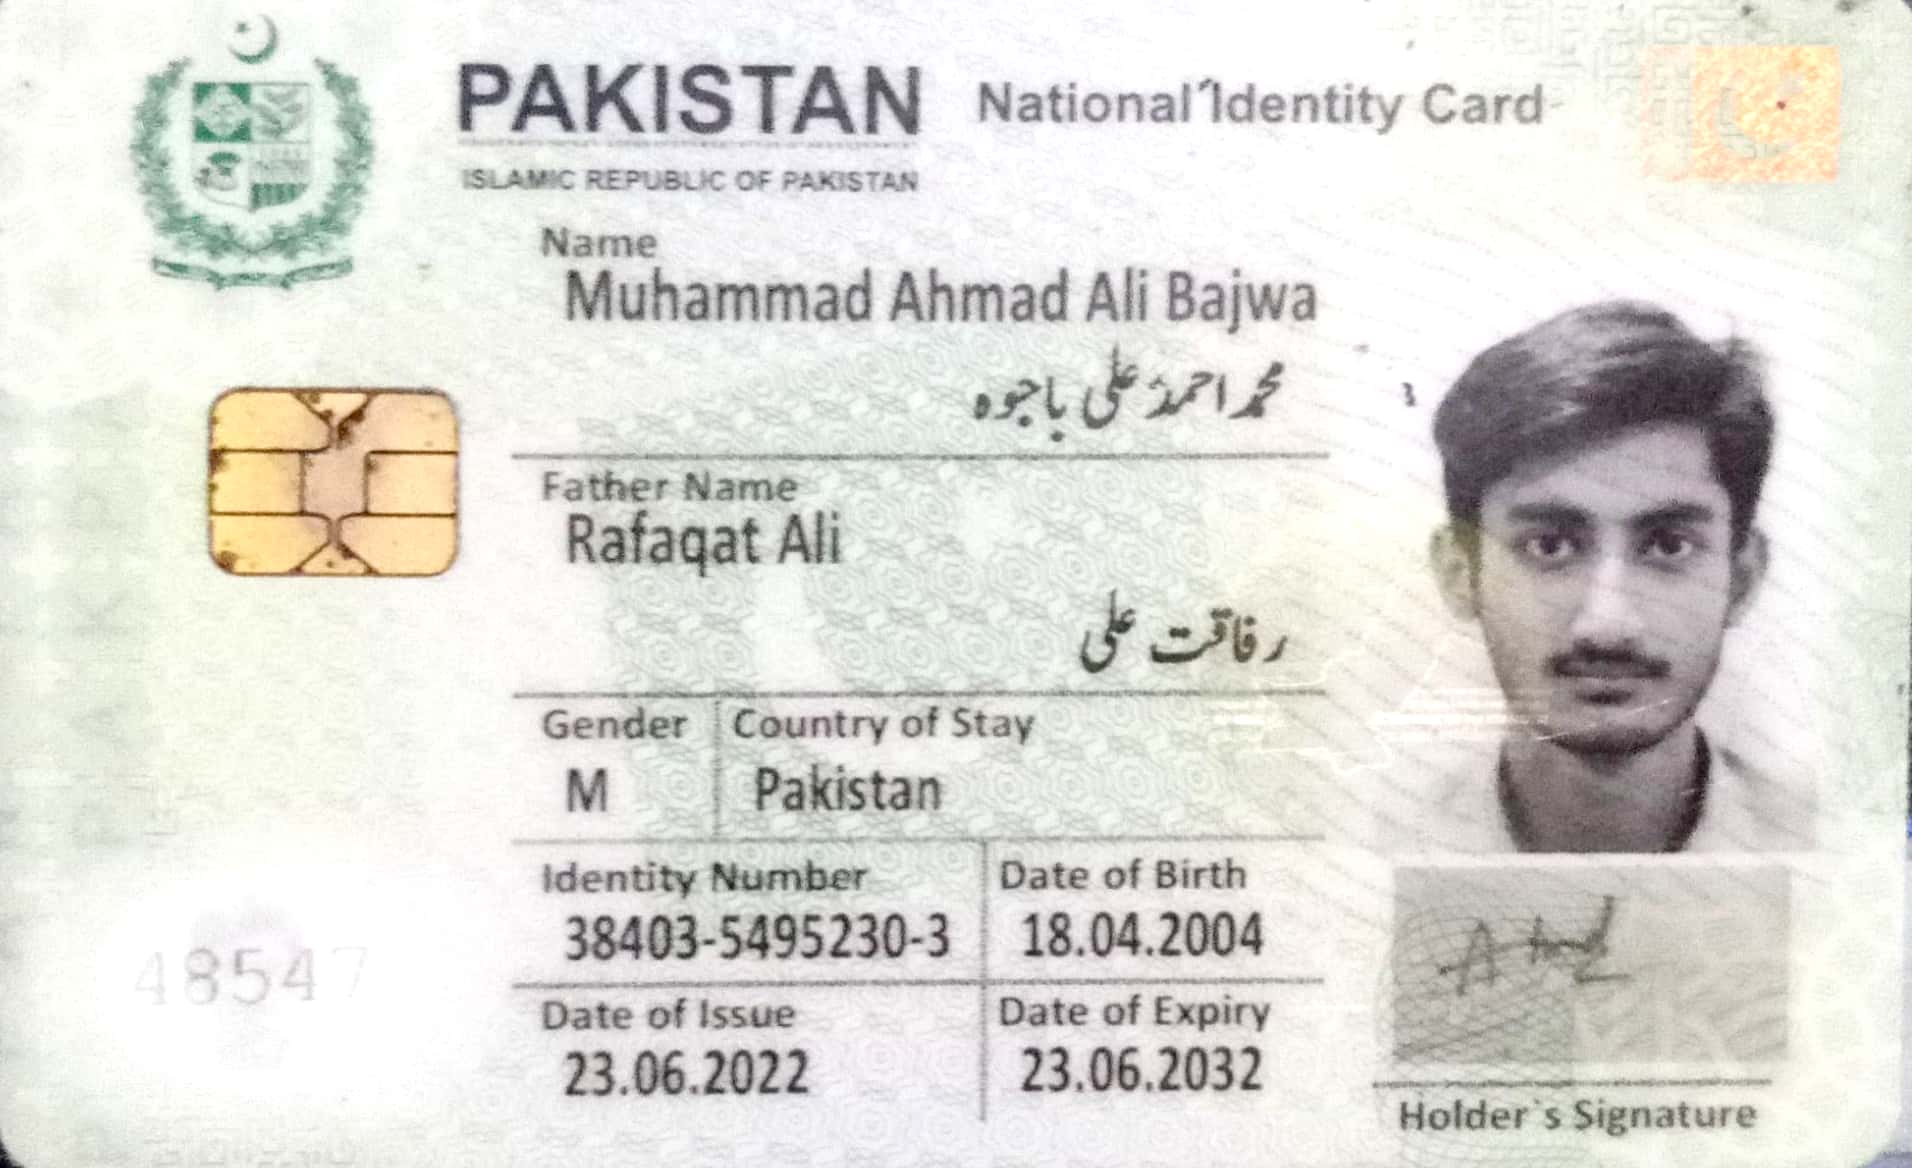 PAKISTAN National Identity Card
ISLAMIC REPUBLIC OF PAKISTAN
Name
Muhammad Ahmad Ali Bajwa
محمد احمد علی باجوہ
Father Name
Rafaqat Ali
رفاقت علی
Gender Country of Stay
M Pakistan
Identity Number Date of Birth
38403-5495230-3 18.04.2004
Date of Issue Date of Expiry
23.06.2022 23.06.2032
48547
Holder`s Signature